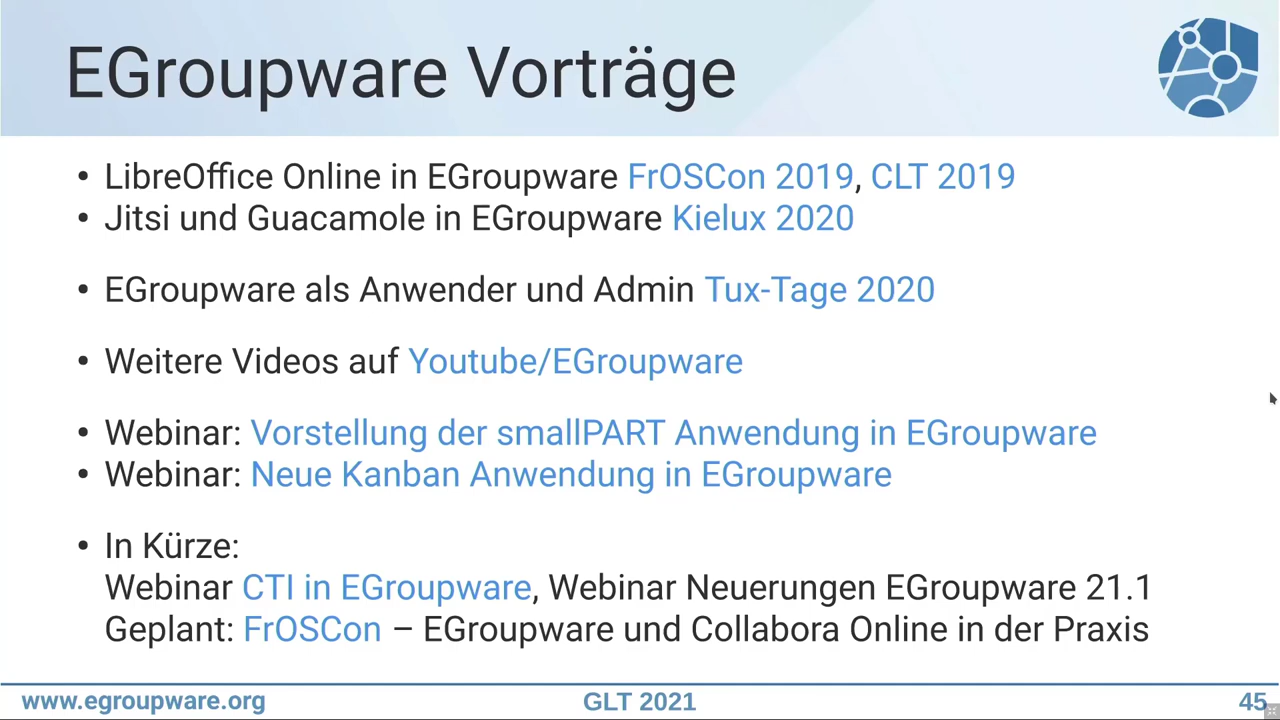 EGroupware Vorträge
• LibreOffice Online in EGroupware FrOSCon 2019, CLT 2019
• Jitsi und Guacamole in EGroupware Kielux 2020
• EGroupware als Anwender und Admin Tux-Tage 2020
• Weitere Videos auf Youtube/EGroupware
• Webinar: Vorstellung der smallPART Anwendung in EGroupware
• Webinar: Neue Kanban Anwendung in EGroupware
• In Kürze:
Webinar CTI in EGroupware, Webinar Neuerungen EGroupware 21.1
Geplant: FrOSCon – EGroupware und Collabora Online in der Praxis
www.egroupware.org GLT 2021 45